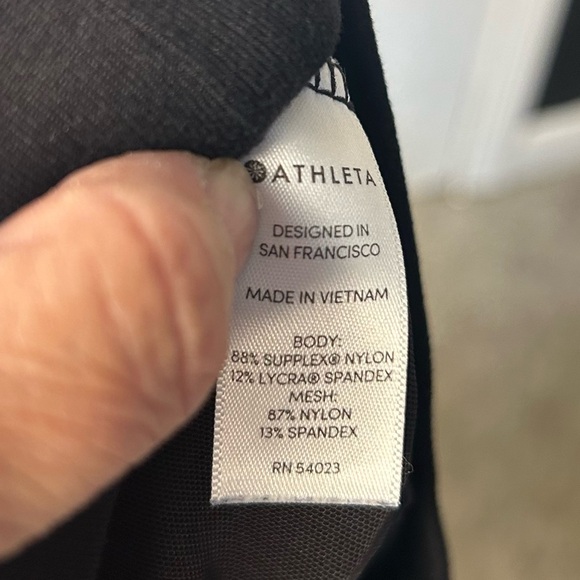 ATHLETA
DESIGNED IN
SAN FRANCISCO
MADE IN VIETNAM
BODY:
88% SUPPLEX® NYLON
12% LYCRA® SPANDEX
MESH:
87% NYLON
13% SPANDEX
RN 54023